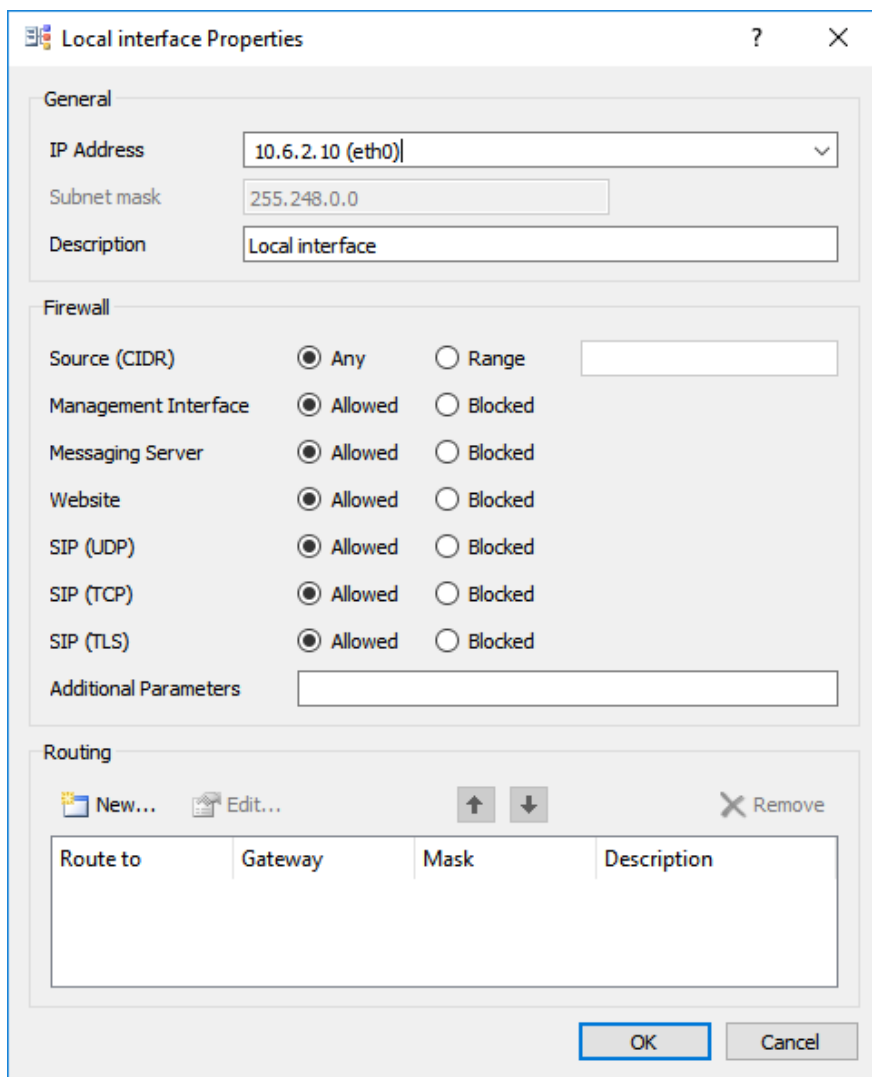 Local interface Properties ?
General
IP Address 10.6.2.10 (eth0)
Subnet mask 255.248.0.0
Description Local interface
Firewall
Source (CIDR) Any Range
Management Interface Allowed Blocked
Messaging Server Allowed Blocked
Website Allowed Blocked
SIP (UDP) Allowed Blocked
SIP (TCP) Allowed Blocked
SIP (TLS) Allowed Blocked
Additional Parameters
Routing
New... Edit... Remove
Route to Gateway Mask Description
OK Cancel